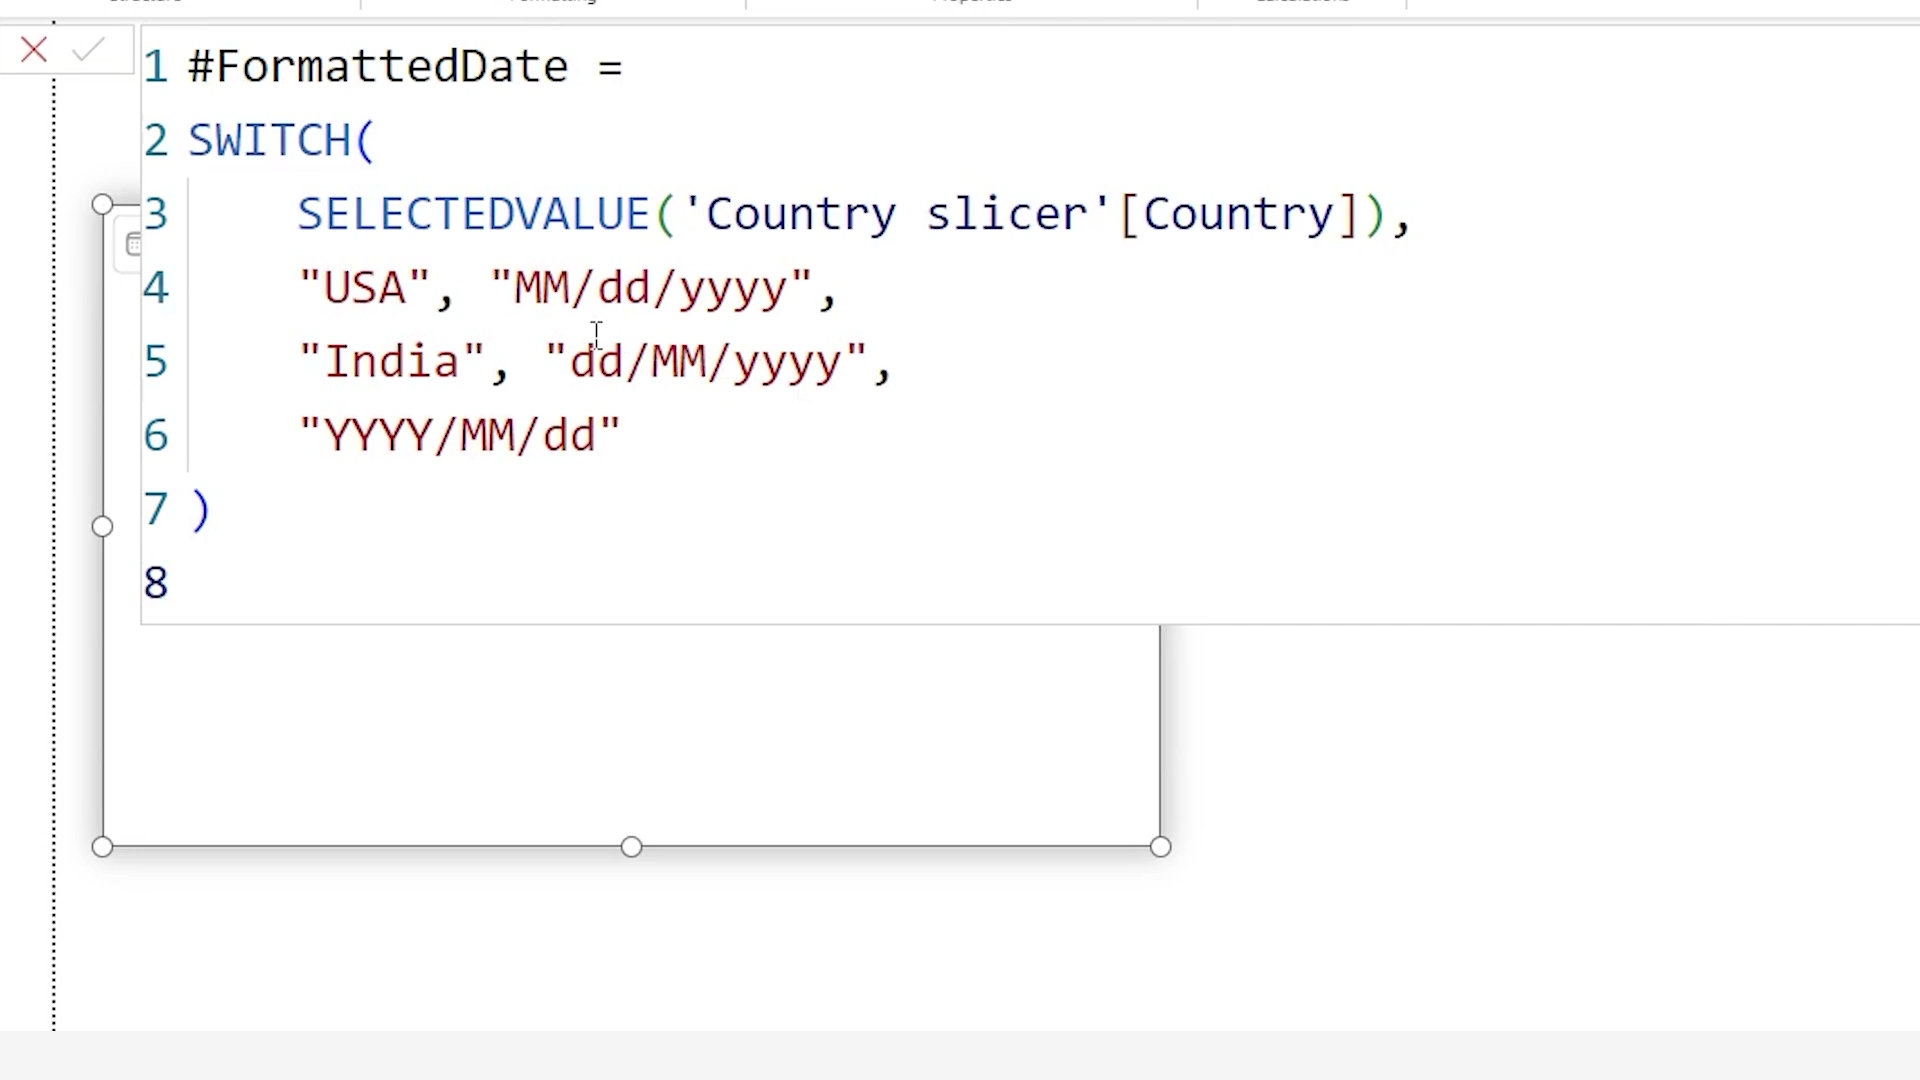 1 #FormattedDate =
2 SWITCH(
3 SELECTEDVALUE('Country slicer'[Country]),
4 "USA", "MM/dd/yyyy",
5 "India", "dd/MM/yyyy",
6 "YYYY/MM/dd"
7 )
8